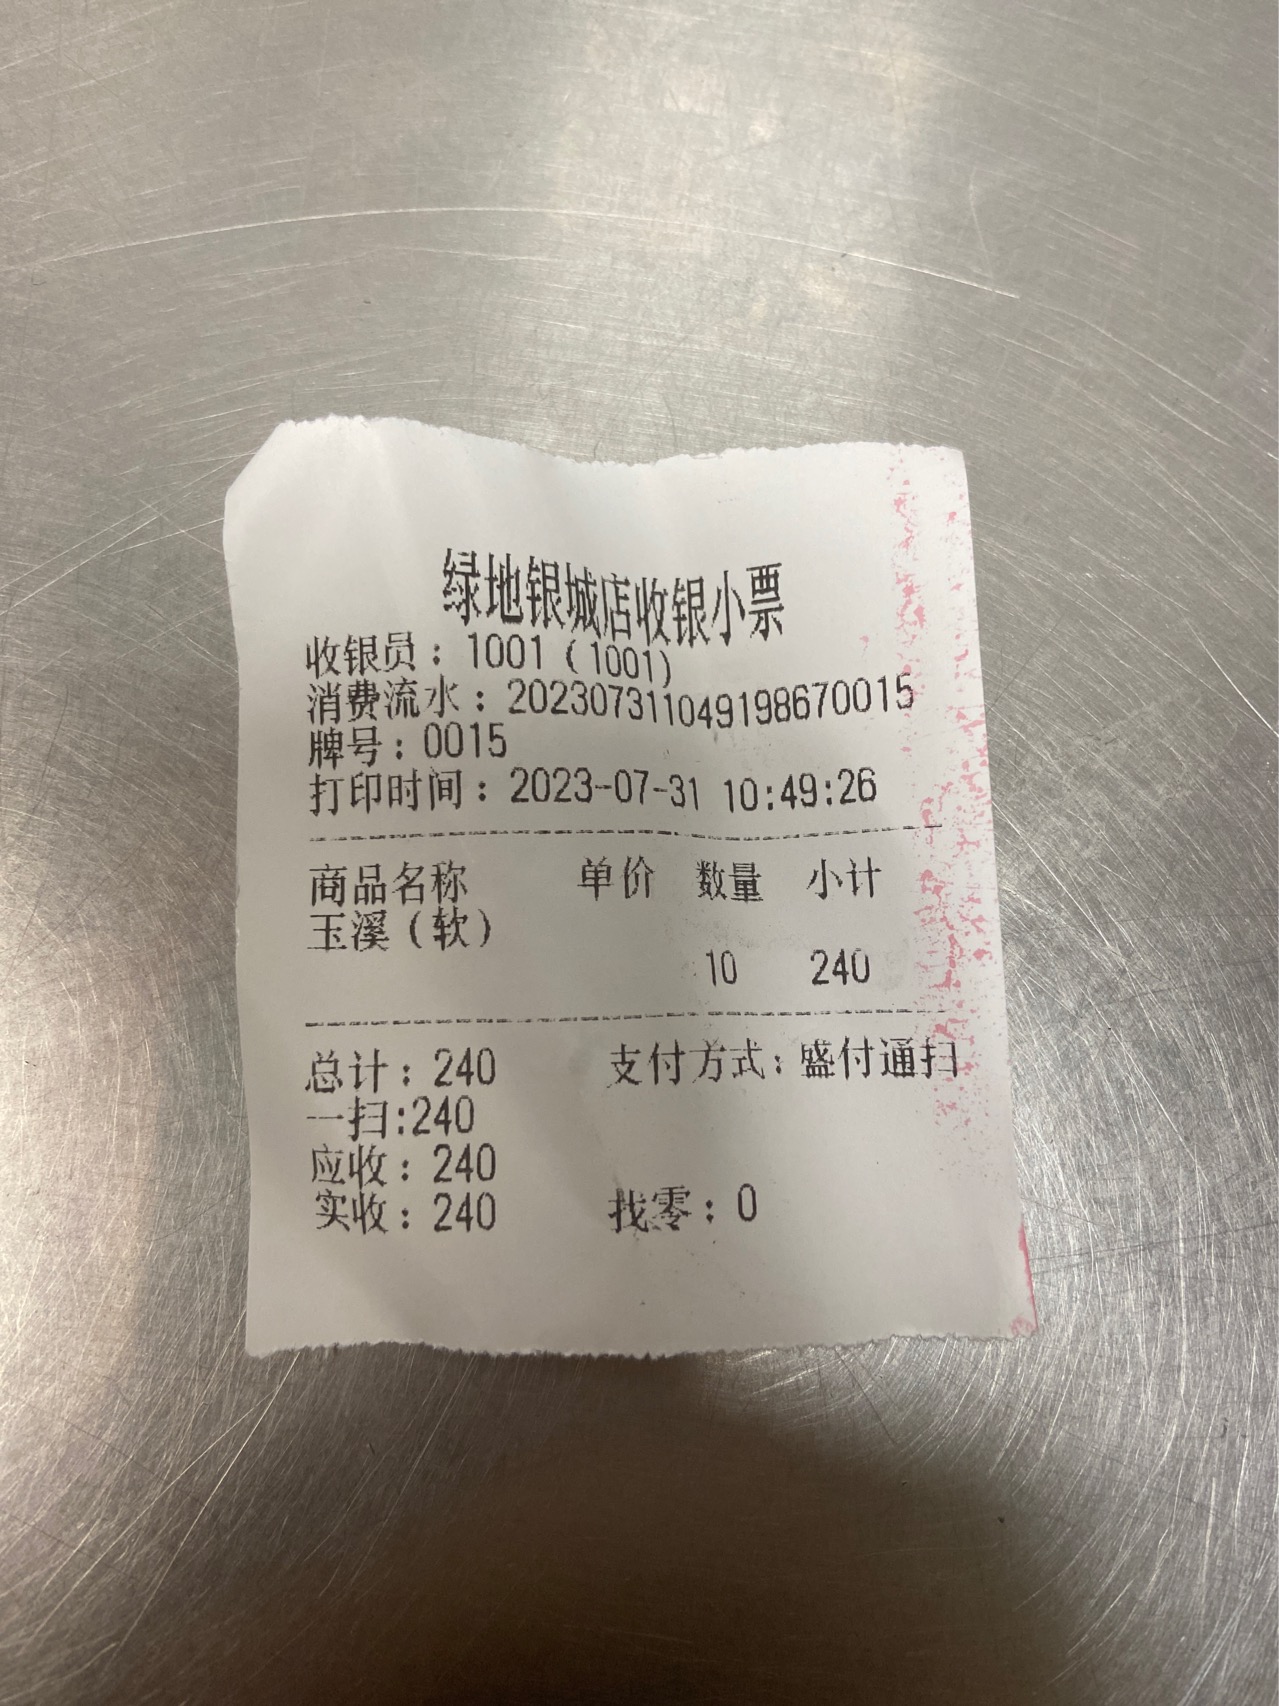 绿地银城店收银小票
收银员：1001（1001）
消费流水：202307311049198670015
牌号：0015
打印时间：2023-07-31 10:49:26
商品名称 单价 数量 小计
玉溪（软）
10 240
总计：240 支付方式：盛付通扫
一扫:240
应收：240
实收：240 找零：0